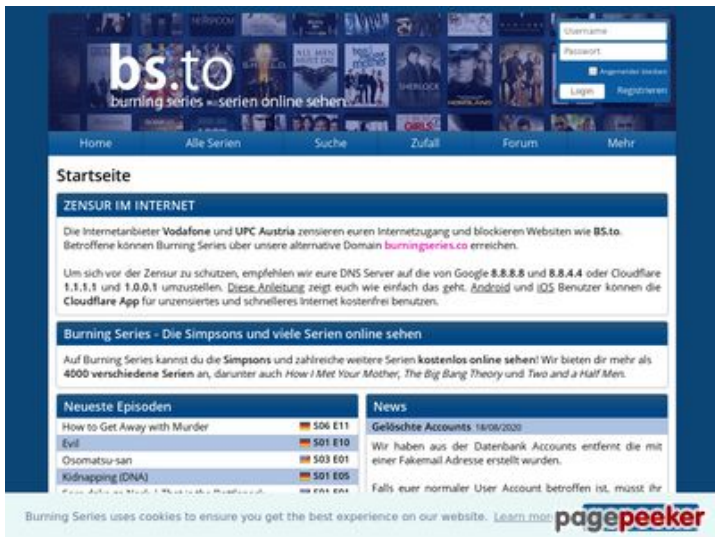 Username
bs.to
Passwort
burning series - serien online sehen...
Angemeldet bleiben
Login Registrieren
Home Alle Serien Suche Zufall Forum Mehr
Startseite
ZENSUR IM INTERNET
Die Internetanbieter Vodafone und UPC Austria zensieren euren Internetzugang und blockieren Websiten wie BS.to.
Betroffene können Burning Series über unsere alternative Domain burningseries.co erreichen.
Um sich vor der Zensur zu schützen, empfehlen wir eure DNS Server auf die von Google 8.8.8.8 und 8.8.4.4 oder Cloudflare
1.1.1.1 und 1.0.0.1 umzustellen. Diese Anleitung zeigt euch wie einfach das geht. Android und iOS Benutzer können die
Cloudflare App für unzensiertes und schnelleres Internet kostenfrei benutzen.
Burning Series - Die Simpsons und viele Serien online sehen
Auf Burning Series kannst du die Simpsons und zahlreiche weitere Serien kostenlos online sehen! Wir bieten dir mehr als
4000 verschiedene Serien an, darunter auch How I Met Your Mother, The Big Bang Theory und Two and a Half Men.
Neueste Episoden
How to Get Away with Murder S06 E11
Evil S01 E10
Osomatsu-san S03 E01
Kidnapping (DNA) S01 E05
News
Gelöschte Accounts 18/08/2020
Wir haben aus der Datenbank Accounts entfernt die mit
einer Fakemail Adresse erstellt wurden.
Falls euer normaler User Account betroffen ist, müsst ihr
Burning Series uses cookies to ensure you get the best experience on our website. Learn more
pagepeeker